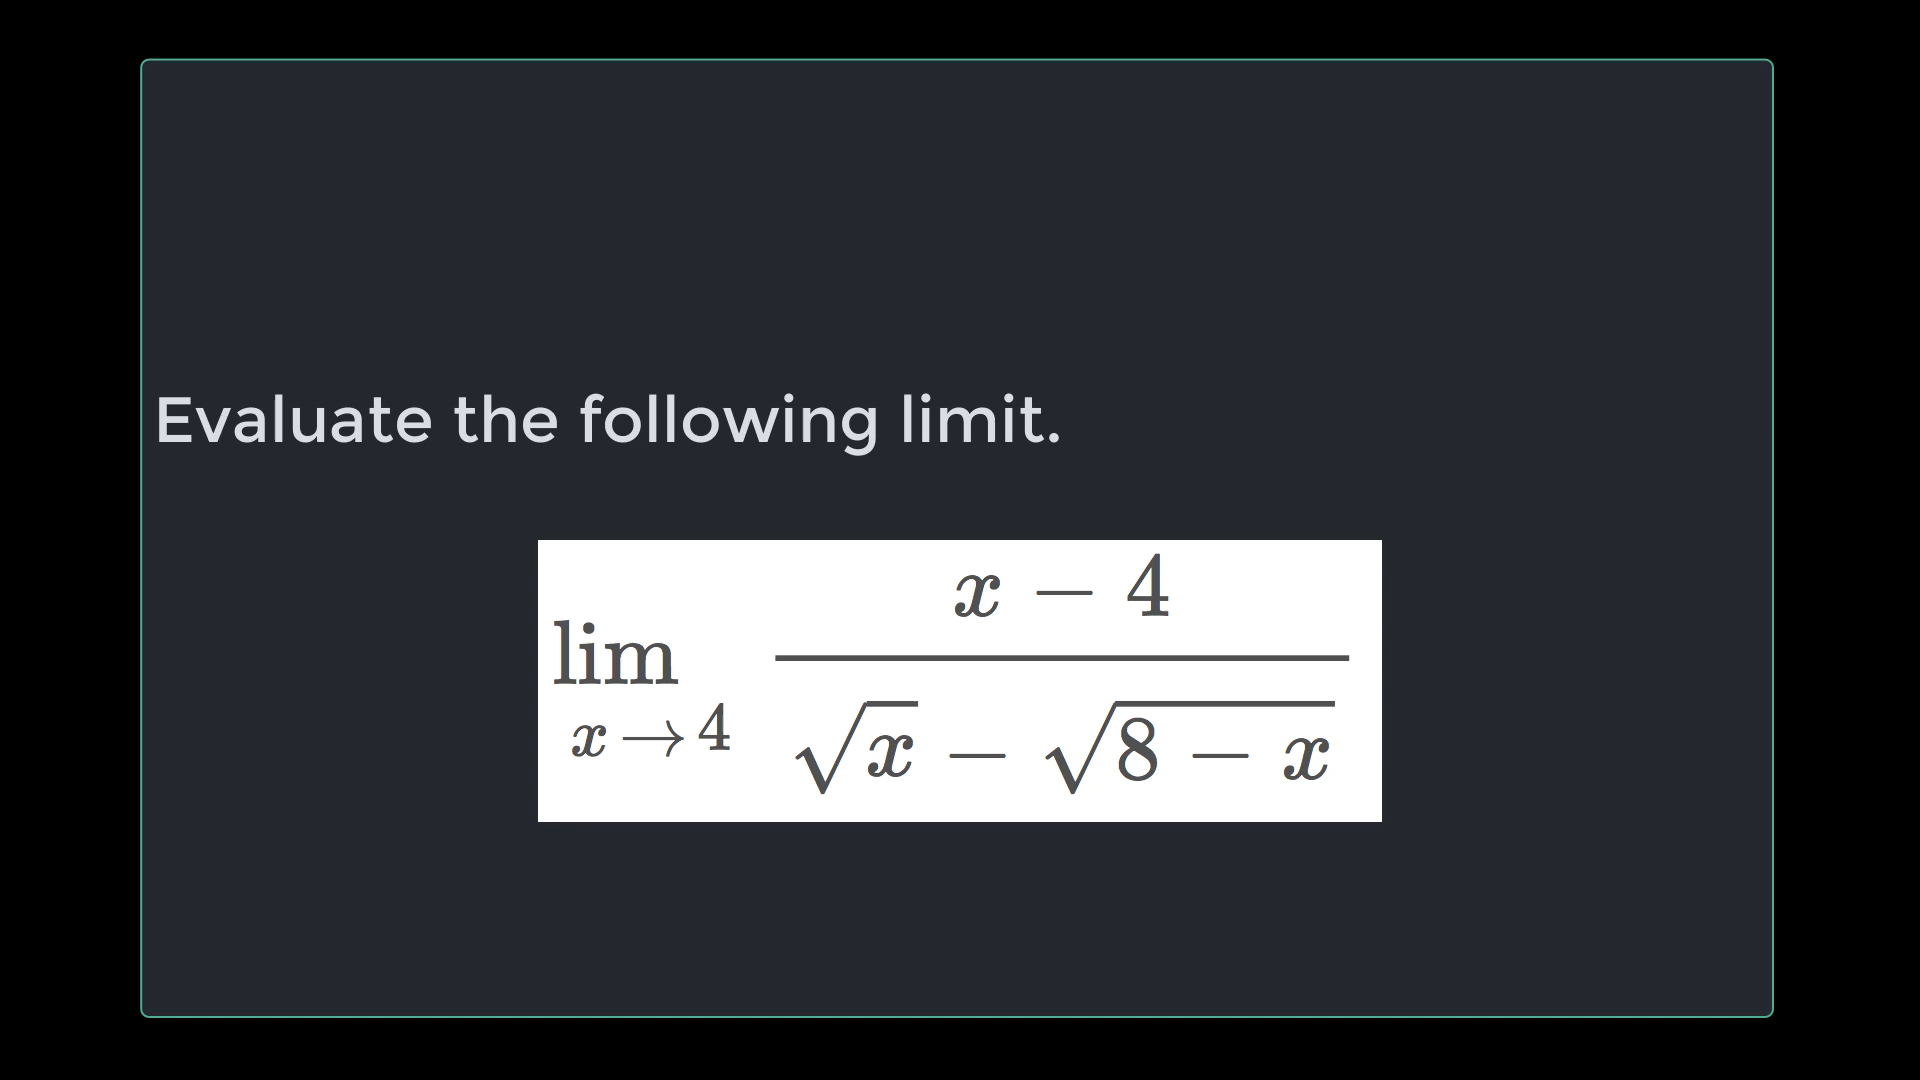 Evaluate the following limit.
lim x→4 (x − 4) / (√x − √(8 − x))